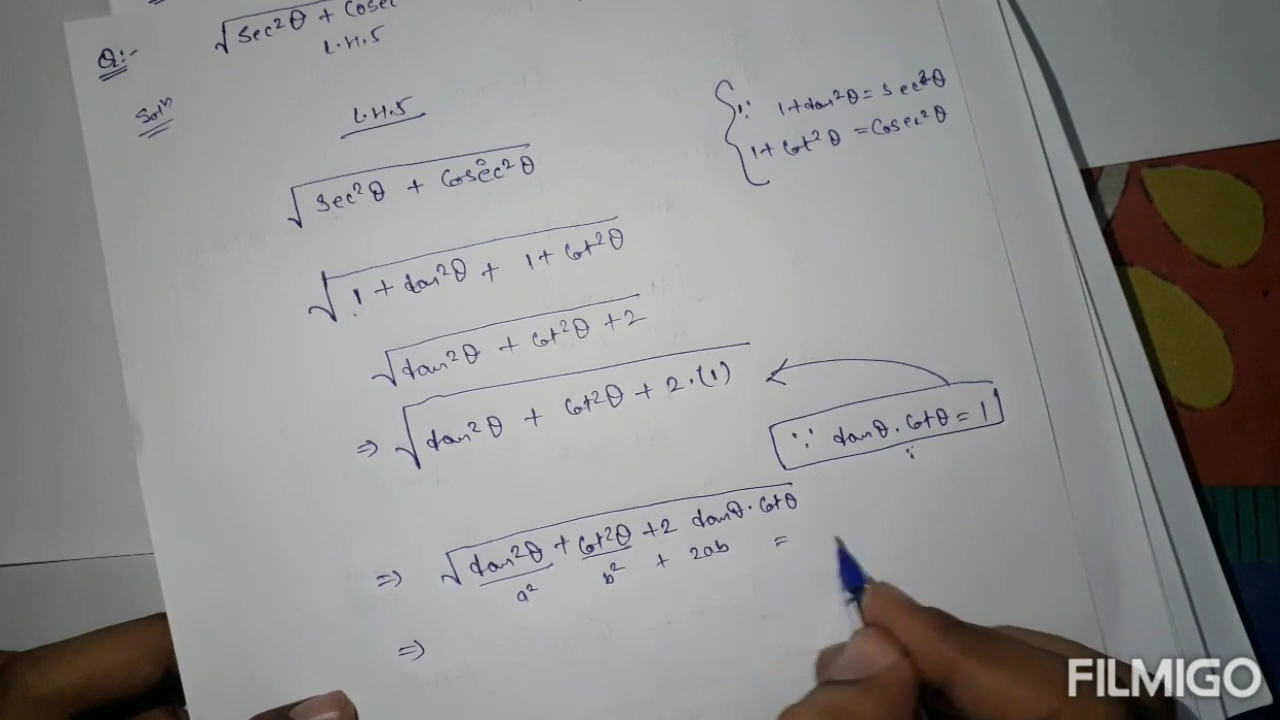 Q:- √sec²θ + Cosec
L.H.S
Solⁿ
L.H.S
{∵ 1+tan²θ = sec²θ
1+ Cot²θ = Cosec²θ
√sec²θ + Cosec²θ
√1 + tan²θ + 1 + Cot²θ
√tan²θ + Cot²θ + 2
⇒ √tan²θ + Cot²θ + 2·(1)
∵ tanθ · Cotθ = 1
⇒ √tan²θ + Cot²θ + 2 tanθ · Cotθ
a² b² + 2ab =
⇒
FILMIGO